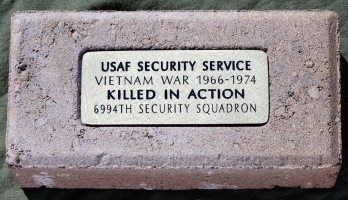 USAF SECURITY SERVICE
VIETNAM WAR 1966-1974
KILLED IN ACTION
6994TH SECURITY SQUADRON